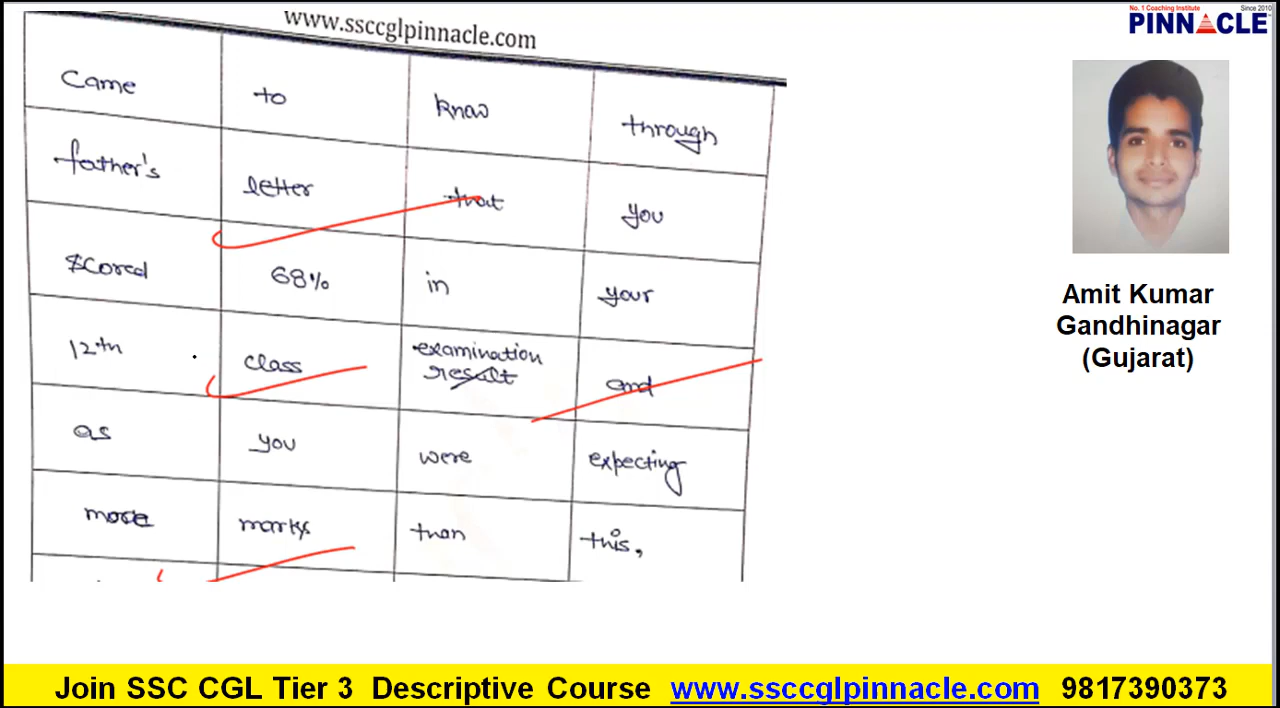 www.ssccglpinnacle.com
No. 1 Coaching Institute Since 2010
PINNACLE
Came to know through
father's letter that you
scored 68% in your
12th class examination
result and
as you were expecting
more marks than this,
Amit Kumar
Gandhinagar
(Gujarat)
Join SSC CGL Tier 3 Descriptive Course www.ssccglpinnacle.com 9817390373